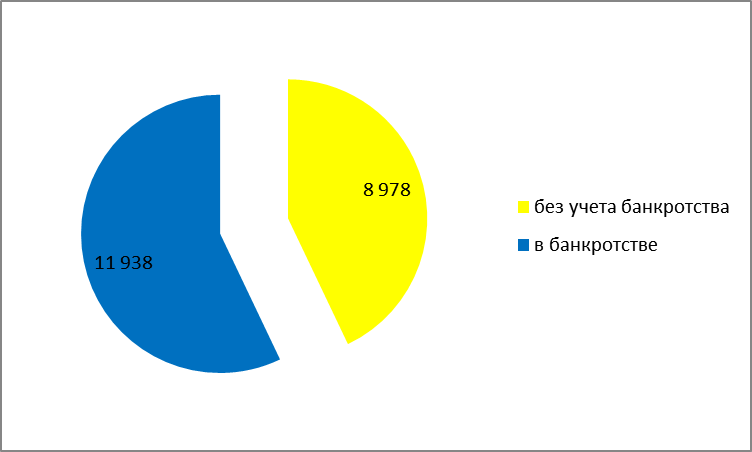 8 978
11 938
без учета банкротства
в банкротстве